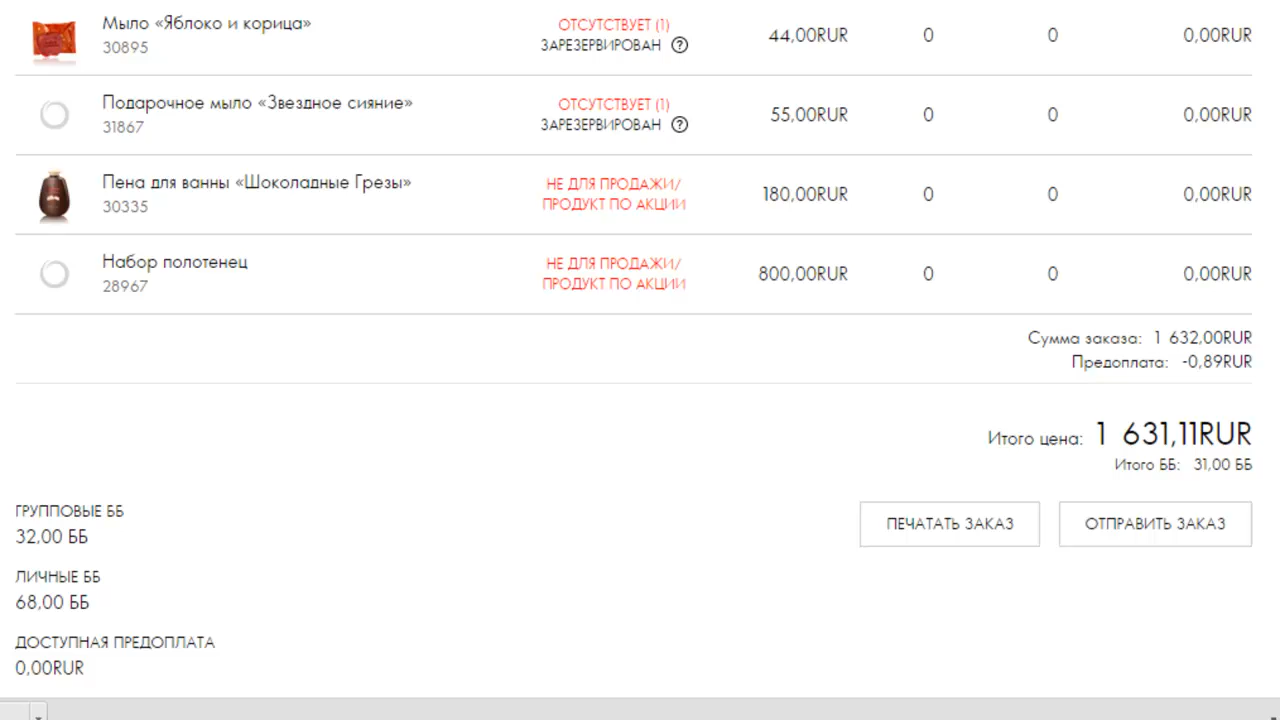 Мыло «Яблоко и корица» ОТСУТСТВУЕТ (1) 44,00RUR 0 0 0,00RUR
30895 ЗАРЕЗЕРВИРОВАН ?
Подарочное мыло «Звездное сияние» ОТСУТСТВУЕТ (1) 55,00RUR 0 0 0,00RUR
31867 ЗАРЕЗЕРВИРОВАН ?
Пена для ванны «Шоколадные Грезы» НЕ ДЛЯ ПРОДАЖИ/ 180,00RUR 0 0 0,00RUR
30335 ПРОДУКТ ПО АКЦИИ
Набор полотенец НЕ ДЛЯ ПРОДАЖИ/ 800,00RUR 0 0 0,00RUR
28967 ПРОДУКТ ПО АКЦИИ
Сумма заказа: 1 632,00RUR
Предоплата: -0,89RUR
Итого цена: 1 631,11RUR
Итого ББ: 31,00 ББ
ГРУППОВЫЕ ББ
32,00 ББ
ПЕЧАТАТЬ ЗАКАЗ ОТПРАВИТЬ ЗАКАЗ
ЛИЧНЫЕ ББ
68,00 ББ
ДОСТУПНАЯ ПРЕДОПЛАТА
0,00RUR